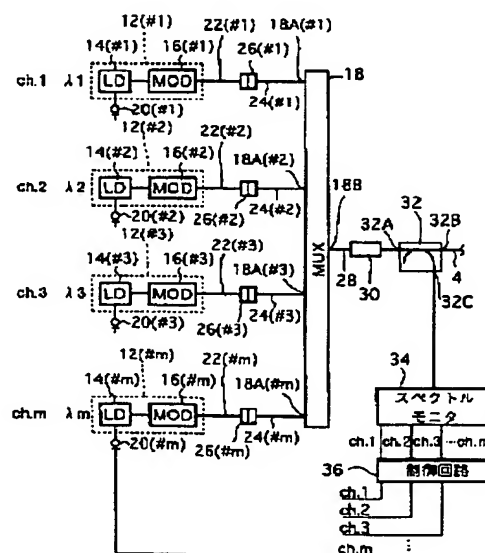 12(#1)
14(#1) 16(#1) 22(#1) 18A(#1)
26(#1)
18
ch.1 λ1 LD MOD
24(#1)
20(#1)
12(#2)
14(#2) 16(#2) 22(#2) 18A(#2)
ch.2 λ2 LD MOD
20(#2) 26(#2) 24(#2)
18B 32
12(#3)
32A 32B
14(#3) 16(#3) 22(#3) 18A(#3)
MUX
28 30 4
ch.3 λ3 LD MOD
32C
20(#3) 26(#3) 24(#3)
12(#m)
34
14(#m) 16(#m) 22(#m) 18A(#m)
スペクトル
モニタ
ch.m λm LD MOD
ch.1 ch.2 ch.3 …ch.m
20(#m) 26(#m) 24(#m)
36 制御回路
ch.1
ch.2
ch.3
ch.m